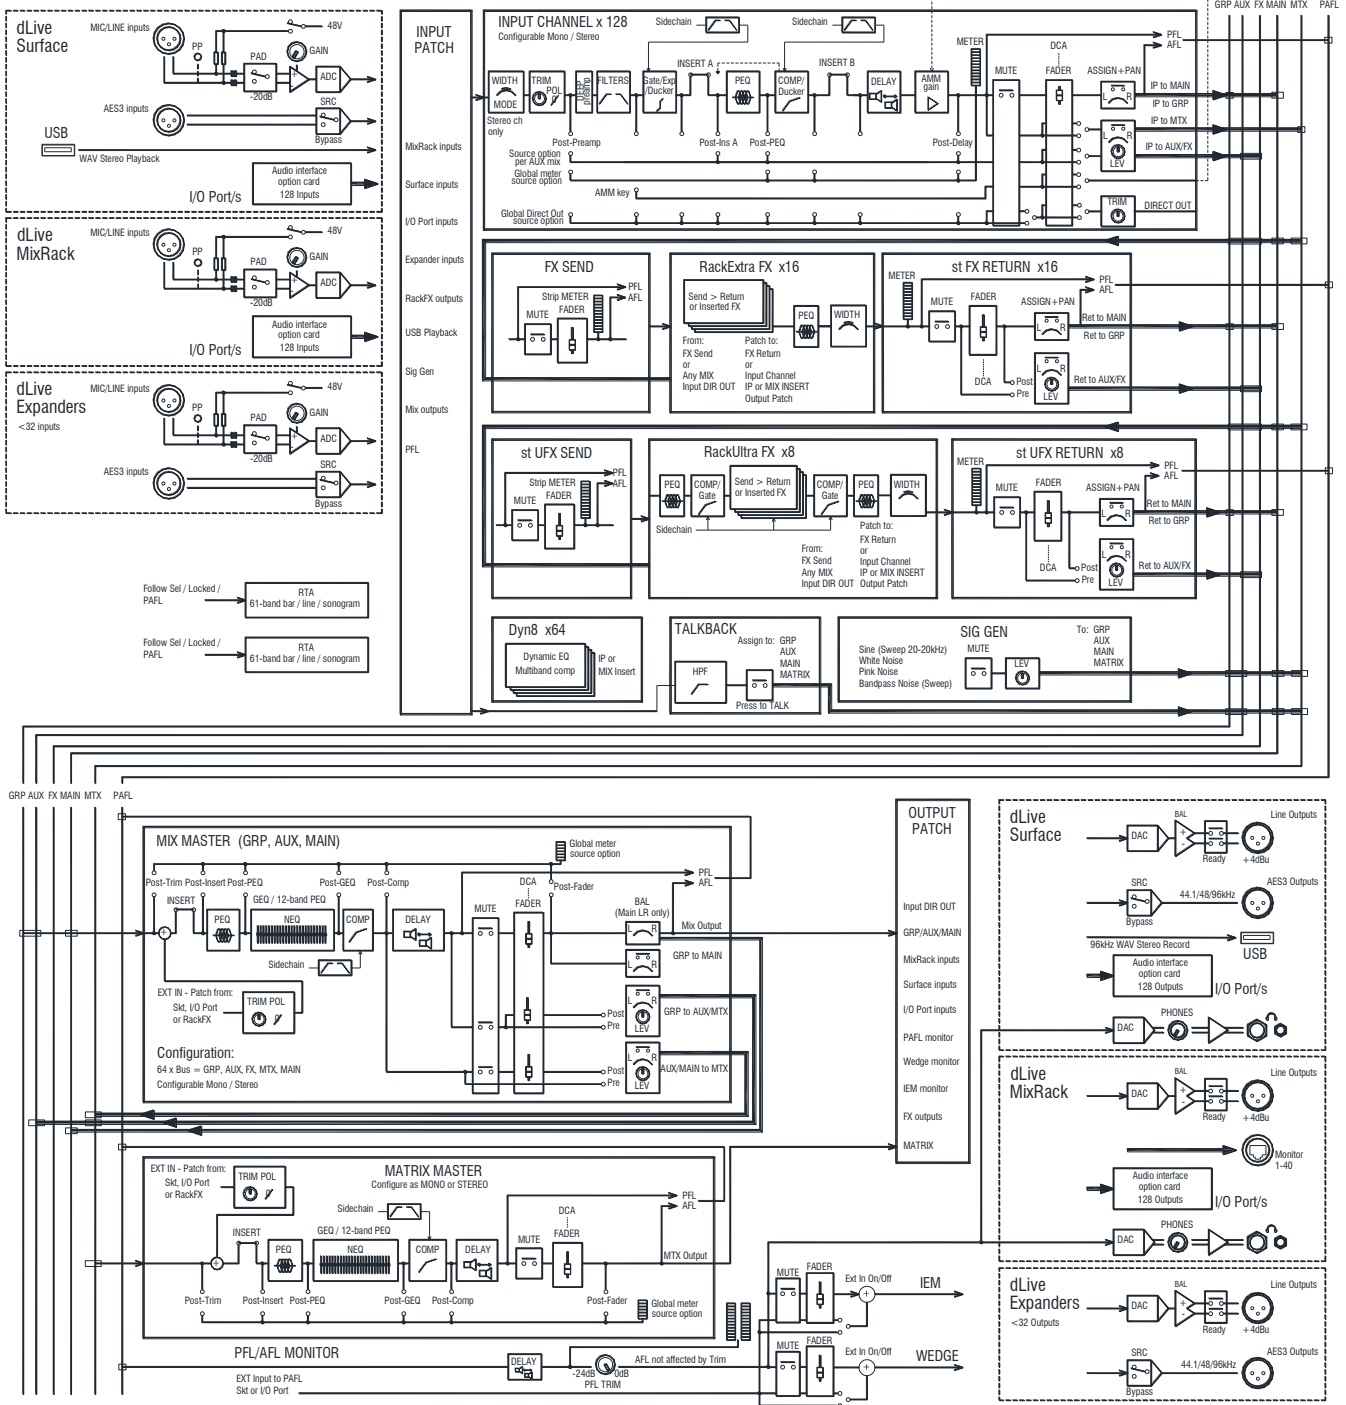 dLive
Surface
MIC/LINE inputs
PP
48V
GAIN
PAD
-20dB
ADC
AES3 inputs
SRC
Bypass
USB
WAV Stereo Playback
Audio interface
option card
128 Inputs
I/O Port/s
dLive
MixRack
MIC/LINE inputs
PP
48V
GAIN
PAD
-20dB
ADC
Audio interface
option card
128 Inputs
I/O Port/s
dLive
Expanders
<32 inputs
MIC/LINE inputs
PP
48V
GAIN
PAD
-20dB
ADC
AES3 inputs
SRC
Bypass
Follow Sel / Locked /
PAFL
RTA
61-band bar / line / sonogram
Follow Sel / Locked /
PAFL
RTA
61-band bar / line / sonogram
INPUT
PATCH
MixRack inputs
Surface inputs
I/O Port inputs
Expander inputs
RackFX outputs
USB Playback
Sig Gen
Mix outputs
PFL
INPUT CHANNEL x 128
Configurable Mono / Stereo
Sidechain
Sidechain
METER
PFL
AFL
DCA
WIDTH
MODE
Stereo ch
only
TRIM
POL
FILTERS
Gate/Exp
/Ducker
INSERT A
PEQ
COMP/
Ducker
INSERT B
DELAY
AMM
gain
MUTE
FADER
ASSIGN+PAN
L R
IP to MAIN
IP to GRP
IP to MTX
L R
LEV
IP to AUX/FX
Post-Preamp
Post-Ins A
Post-PEQ
Post-Delay
Source option
per AUX mix
Global meter
source option
AMM key
Global Direct Out
source option
TRIM
DIRECT OUT
GRP AUX FX MAIN MTX PAFL
FX SEND
PFL
AFL
Strip METER
MUTE
FADER
RackExtra FX x16
Send > Return
or Inserted FX
PEQ
WIDTH
From:
FX Send
or
Any MIX
Input DIR OUT
Patch to:
FX Return
or
Input Channel
IP or MIX INSERT
Output Patch
st FX RETURN x16
METER
PFL
AFL
MUTE
FADER
ASSIGN+PAN
L R
Ret to MAIN
Ret to GRP
DCA
Post
Pre
L R
LEV
Ret to AUX/FX
st UFX SEND
PFL
AFL
Strip METER
MUTE
FADER
RackUltra FX x8
PEQ
COMP/
Gate
Send > Return
or Inserted FX
COMP/
Gate
PEQ
WIDTH
Sidechain
From:
FX Send
Any MIX
Input DIR OUT
Patch to:
FX Return
or
Input Channel
IP or MIX INSERT
Output Patch
st UFX RETURN x8
METER
PFL
AFL
MUTE
FADER
ASSIGN+PAN
L R
Ret to MAIN
Ret to GRP
DCA
Post
Pre
L R
LEV
Ret to AUX/FX
Dyn8 x64
Dynamic EQ
Multiband comp
IP or
MIX Insert
TALKBACK
Assign to: GRP
AUX
MAIN
MATRIX
HPF
Press to TALK
SIG GEN
Sine (Sweep 20-20kHz)
White Noise
Pink Noise
Bandpass Noise (Sweep)
MUTE
LEV
To: GRP
AUX
MAIN
MATRIX
GRP AUX FX MAIN MTX PAFL
MIX MASTER (GRP, AUX, MAIN)
Global meter
source option
Post-Trim
Post-Insert
Post-PEQ
Post-GEQ
Post-Comp
Post-Fader
PFL
AFL
DCA
INSERT
PEQ
GEQ / 12-band PEQ
NEQ
COMP
DELAY
MUTE
FADER
BAL
(Main LR only)
L R
Mix Output
GRP to MAIN
L R
Sidechain
EXT IN - Patch from:
Skt, I/O Port
or RackFX
TRIM POL
Post
Pre
L R
LEV
GRP to AUX/MTX
Configuration:
64 x Bus = GRP, AUX, FX, MTX, MAIN
Configurable Mono / Stereo
Post
Pre
L R
LEV
AUX/MAIN to MTX
EXT IN - Patch from:
Skt, I/O Port
or RackFX
TRIM POL
MATRIX MASTER
Configure as MONO or STEREO
Sidechain
PFL
AFL
DCA
INSERT
PEQ
GEQ / 12-band PEQ
NEQ
COMP
DELAY
MUTE
FADER
MTX Output
Post-Trim
Post-Insert
Post-PEQ
Post-GEQ
Post-Comp
Post-Fader
Global meter
source option
PFL/AFL MONITOR
DELAY
-24dB
0dB
PFL TRIM
AFL not affected by Trim
EXT Input to PAFL
Skt or I/O Port
MUTE
FADER
Ext In On/Off
IEM
MUTE
FADER
Ext In On/Off
WEDGE
OUTPUT
PATCH
Input DIR OUT
GRP/AUX/MAIN
MixRack inputs
Surface inputs
I/O Port inputs
PAFL monitor
Wedge monitor
IEM monitor
FX outputs
MATRIX
dLive
Surface
BAL
Line Outputs
DAC
Ready
+4dBu
SRC
Bypass
44.1/48/96kHz
AES3 Outputs
96kHz WAV Stereo Record
USB
Audio interface
option card
128 Outputs
I/O Port/s
DAC
PHONES
dLive
MixRack
BAL
Line Outputs
DAC
Ready
+4dBu
Monitor
1-40
Audio interface
option card
128 Outputs
I/O Port/s
DAC
PHONES
dLive
Expanders
<32 Outputs
BAL
Line Outputs
DAC
Ready
+4dBu
SRC
Bypass
44.1/48/96kHz
AES3 Outputs